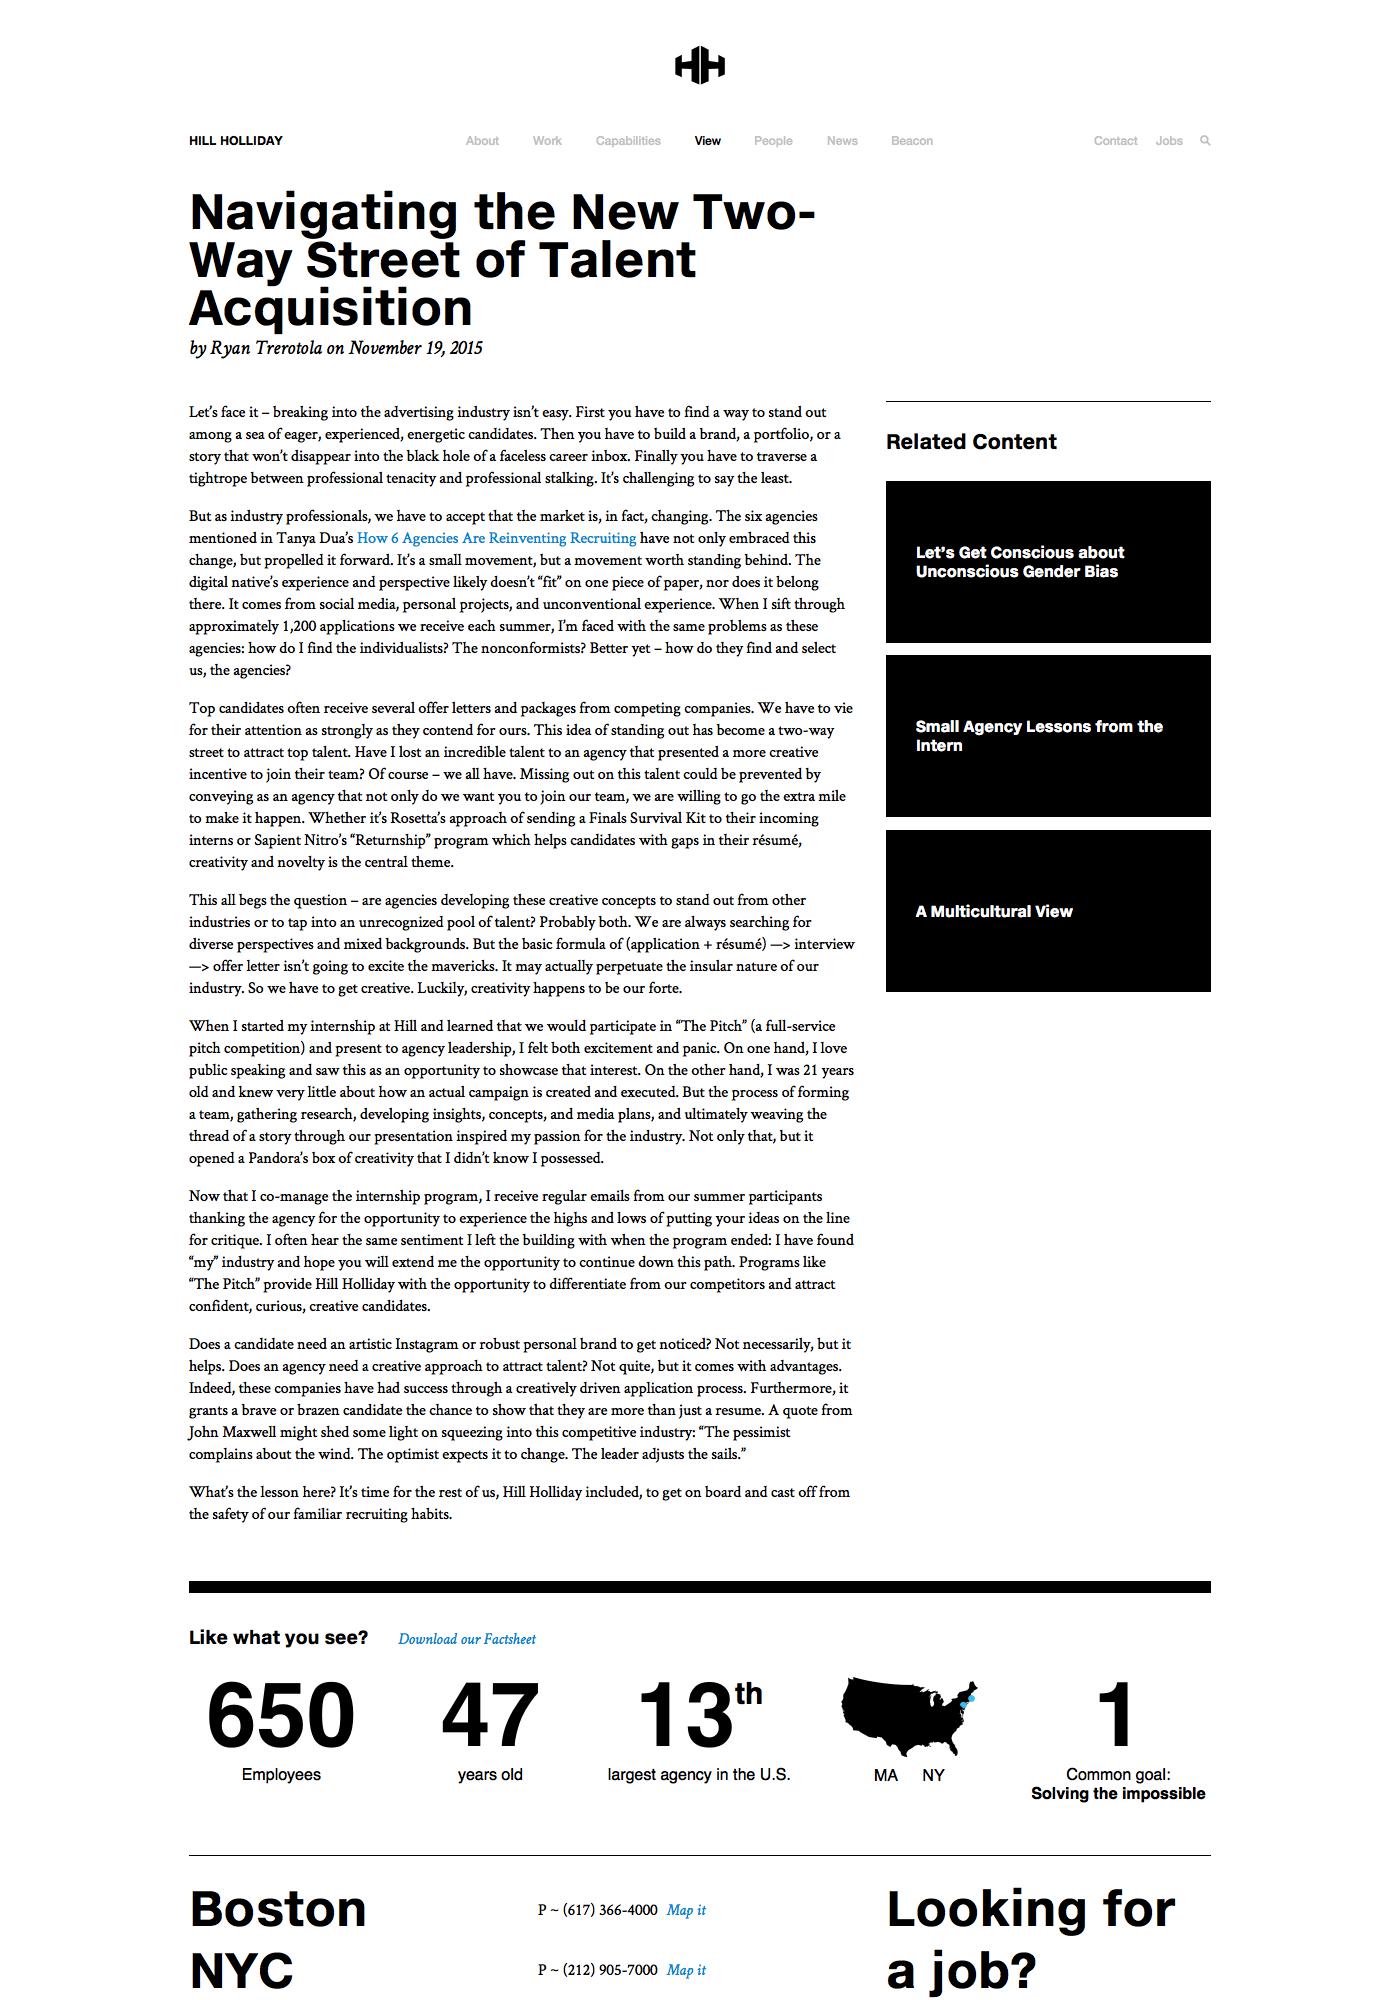 HH
HILL HOLLIDAY
About Work Capabilities View People News Beacon
Contact Jobs
Navigating the New Two-
Way Street of Talent
Acquisition
by Ryan Trerotola on November 19, 2015
Let’s face it – breaking into the advertising industry isn’t easy. First you have to find a way to stand out
among a sea of eager, experienced, energetic candidates. Then you have to build a brand, a portfolio, or a
story that won’t disappear into the black hole of a faceless career inbox. Finally you have to traverse a
tightrope between professional tenacity and professional stalking. It’s challenging to say the least.
But as industry professionals, we have to accept that the market is, in fact, changing. The six agencies
mentioned in Tanya Dua’s How 6 Agencies Are Reinventing Recruiting have not only embraced this
change, but propelled it forward. It’s a small movement, but a movement worth standing behind. The
digital native’s experience and perspective likely doesn’t “fit” on one piece of paper, nor does it belong
there. It comes from social media, personal projects, and unconventional experience. When I sift through
approximately 1,200 applications we receive each summer, I’m faced with the same problems as these
agencies: how do I find the individualists? The nonconformists? Better yet – how do they find and select
us, the agencies?
Top candidates often receive several offer letters and packages from competing companies. We have to vie
for their attention as strongly as they contend for ours. This idea of standing out has become a two-way
street to attract top talent. Have I lost an incredible talent to an agency that presented a more creative
incentive to join their team? Of course – we all have. Missing out on this talent could be prevented by
conveying as an agency that not only do we want you to join our team, we are willing to go the extra mile
to make it happen. Whether it’s Rosetta’s approach of sending a Finals Survival Kit to their incoming
interns or Sapient Nitro’s “Returnship” program which helps candidates with gaps in their résumé,
creativity and novelty is the central theme.
This all begs the question – are agencies developing these creative concepts to stand out from other
industries or to tap into an unrecognized pool of talent? Probably both. We are always searching for
diverse perspectives and mixed backgrounds. But the basic formula of (application + résumé) —> interview
—> offer letter isn’t going to excite the mavericks. It may actually perpetuate the insular nature of our
industry. So we have to get creative. Luckily, creativity happens to be our forte.
When I started my internship at Hill and learned that we would participate in “The Pitch” (a full-service
pitch competition) and present to agency leadership, I felt both excitement and panic. On one hand, I love
public speaking and saw this as an opportunity to showcase that interest. On the other hand, I was 21 years
old and knew very little about how an actual campaign is created and executed. But the process of forming
a team, gathering research, developing insights, concepts, and media plans, and ultimately weaving the
thread of a story through our presentation inspired my passion for the industry. Not only that, but it
opened a Pandora’s box of creativity that I didn’t know I possessed.
Now that I co-manage the internship program, I receive regular emails from our summer participants
thanking the agency for the opportunity to experience the highs and lows of putting your ideas on the line
for critique. I often hear the same sentiment I left the building with when the program ended: I have found
“my” industry and hope you will extend me the opportunity to continue down this path. Programs like
“The Pitch” provide Hill Holliday with the opportunity to differentiate from our competitors and attract
confident, curious, creative candidates.
Does a candidate need an artistic Instagram or robust personal brand to get noticed? Not necessarily, but it
helps. Does an agency need a creative approach to attract talent? Not quite, but it comes with advantages.
Indeed, these companies have had success through a creatively driven application process. Furthermore, it
grants a brave or brazen candidate the chance to show that they are more than just a resume. A quote from
John Maxwell might shed some light on squeezing into this competitive industry: “The pessimist
complains about the wind. The optimist expects it to change. The leader adjusts the sails.”
What’s the lesson here? It’s time for the rest of us, Hill Holliday included, to get on board and cast off from
the safety of our familiar recruiting habits.
Related Content
Let’s Get Conscious about
Unconscious Gender Bias
Small Agency Lessons from the
Intern
A Multicultural View
Like what you see? Download our Factsheet
650
Employees
47
years old
13th
largest agency in the U.S.
MA NY
1
Common goal:
Solving the impossible
Boston
P ~ (617) 366-4000 Map it
NYC
P ~ (212) 905-7000 Map it
Looking for
a job?